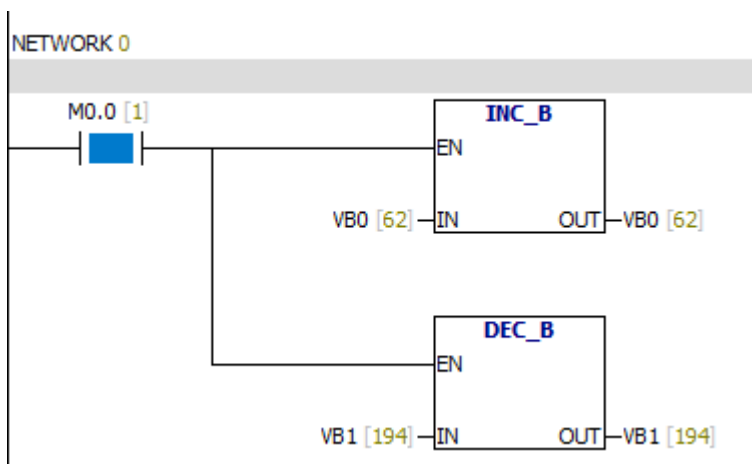 NETWORK 0
M0.0 [1]
INC_B
EN
VB0 [62] IN OUT VB0 [62]
DEC_B
EN
VB1 [194] IN OUT VB1 [194]